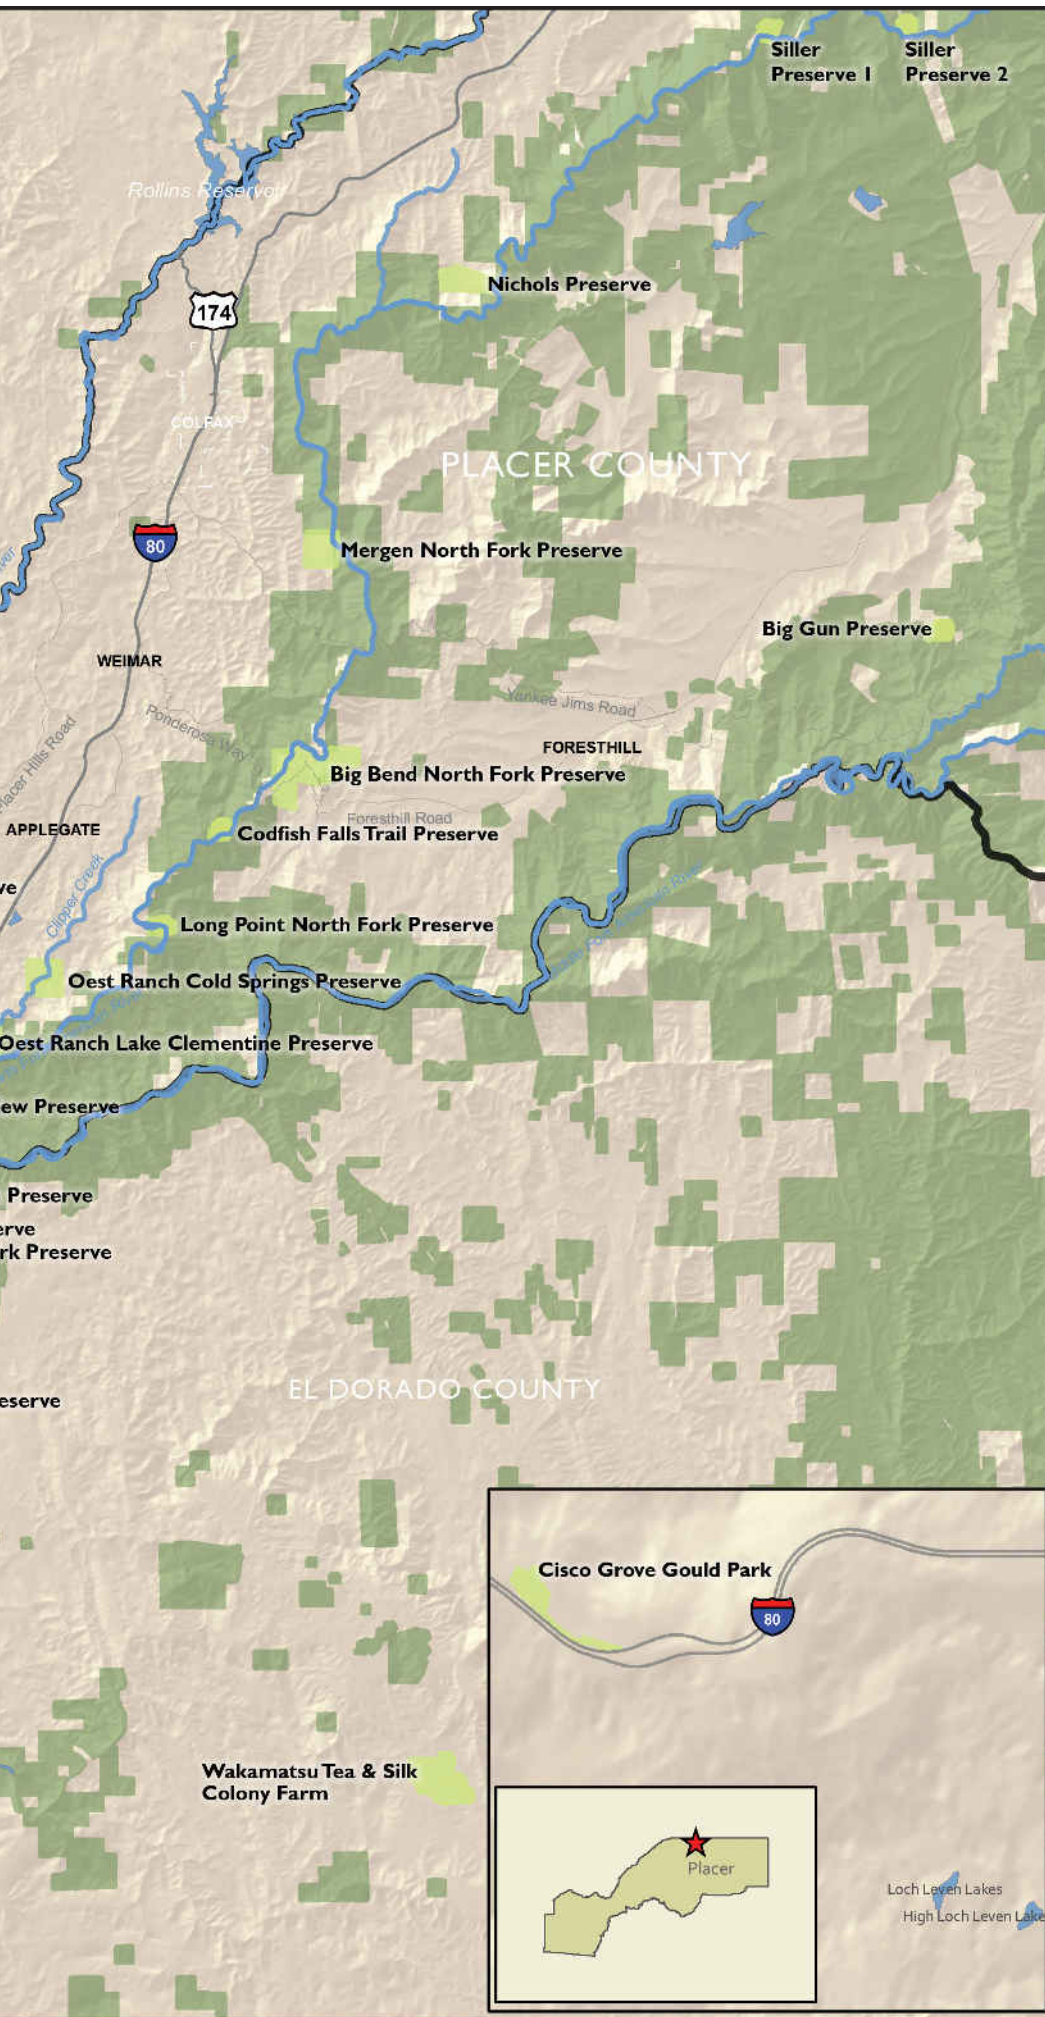 Siller
Preserve 1
Siller
Preserve 2
Rollins Reservoir
Nichols Preserve
174
COLFAX
PLACER COUNTY
80
Mergen North Fork Preserve
Big Gun Preserve
WEIMAR
Yankee Jims Road
Ponderosa Way
Placer Hills Road
FORESTHILL
Big Bend North Fork Preserve
Foresthill Road
APPLEGATE
Codfish Falls Trail Preserve
ve
Clipper Creek
Long Point North Fork Preserve
Oest Ranch Cold Springs Preserve
Oest Ranch Lake Clementine Preserve
ew Preserve
Preserve
erve
rk Preserve
EL DORADO COUNTY
eserve
Cisco Grove Gould Park
80
Wakamatsu Tea & Silk
Colony Farm
Placer
Loch Leven Lakes
High Loch Leven Lake